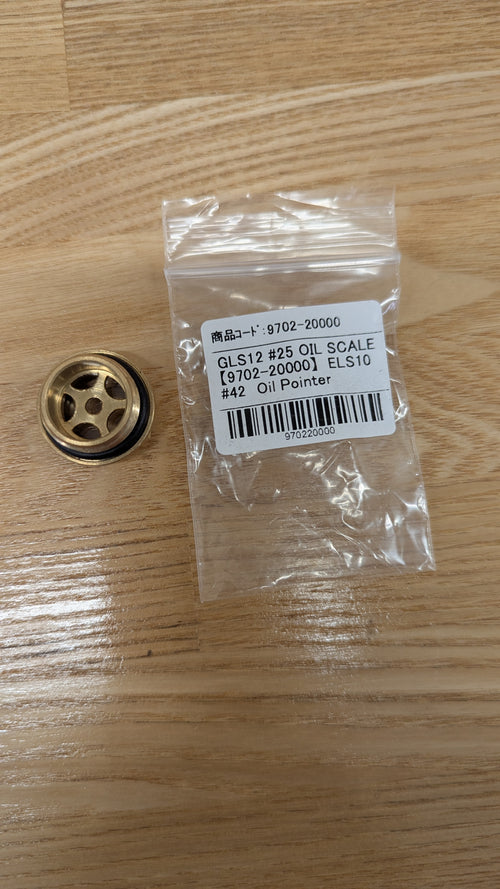 商品ｺｰﾄﾞ:9702-20000
GLS12 #25 OIL SCALE
【9702-20000】 ELS10
#42 Oil Pointer
970220000